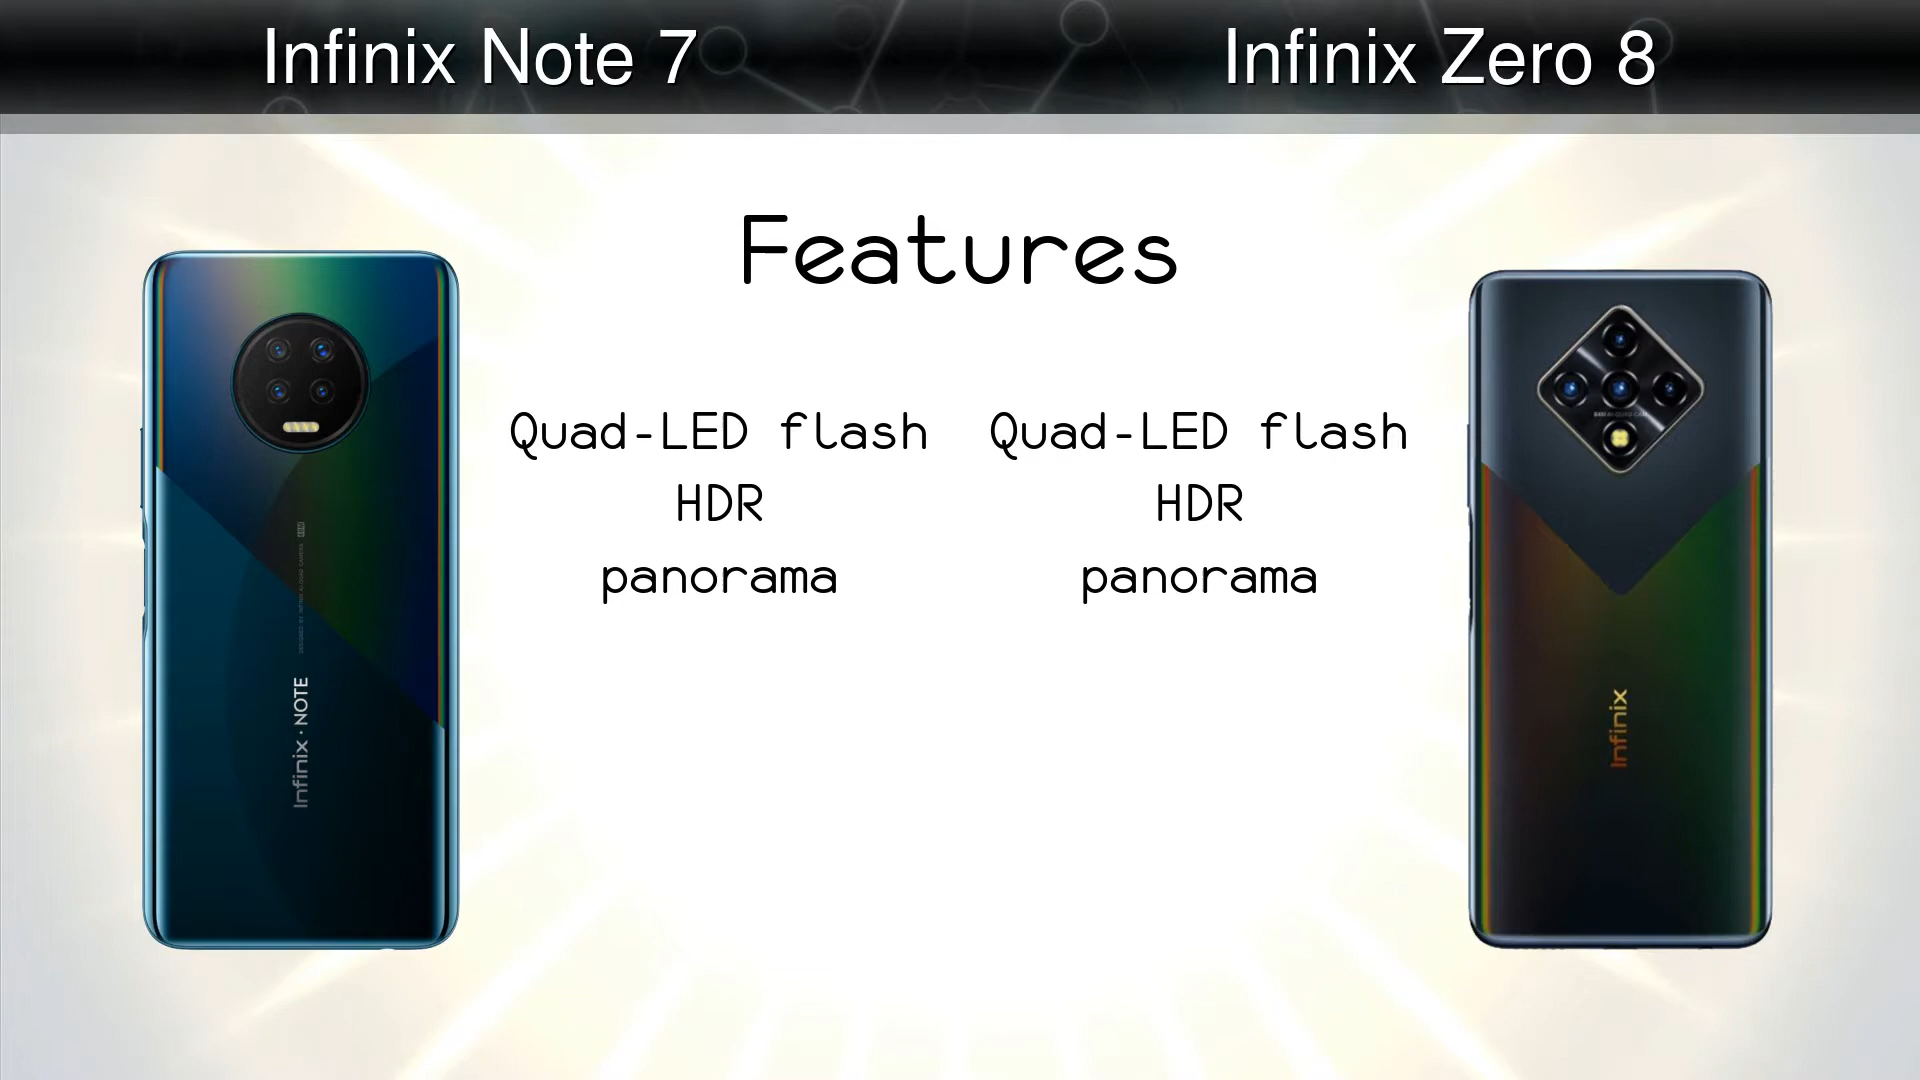 Infinix Note 7
Infinix Zero 8
Features
Quad-LED flash
HDR
panorama
Quad-LED flash
HDR
panorama
Infinix · NOTE
Infinix